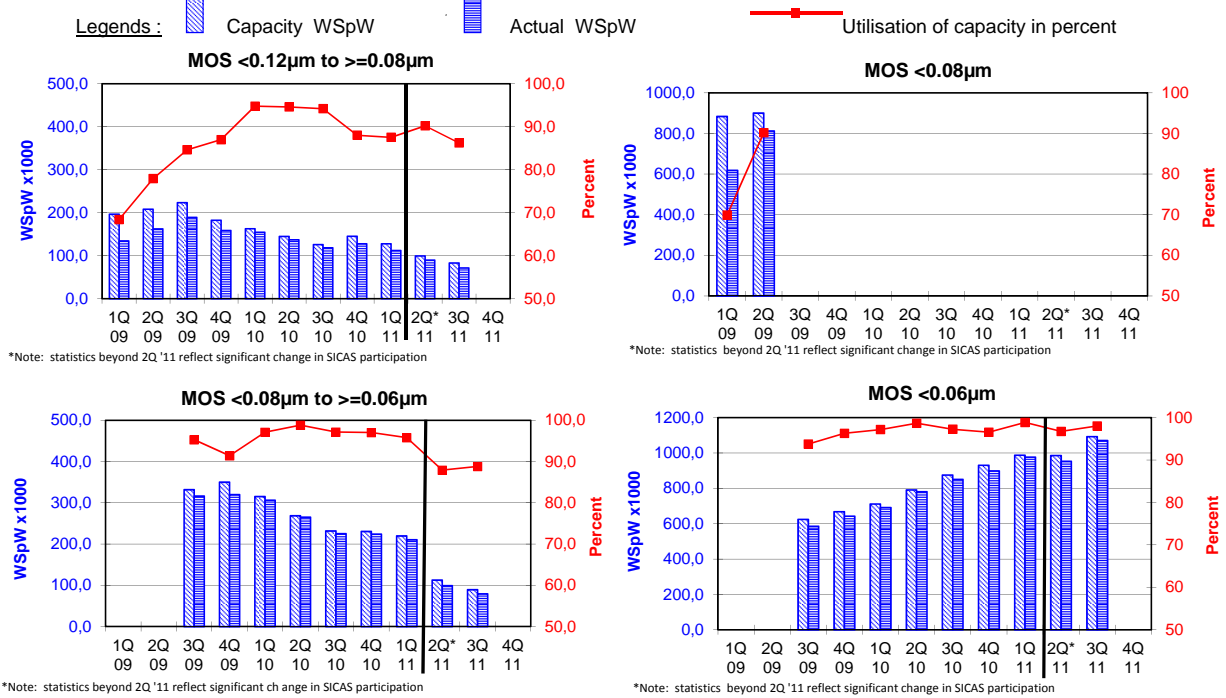 Legends : Capacity WSpW Actual WSpW Utilisation of capacity in percent
MOS <0.12µm to >=0.08µm
WSpW x1000
500,0
400,0
300,0
200,0
100,0
0,0
100,0
90,0
80,0
70,0
60,0
50,0
Percent
1Q 2Q 3Q 4Q 1Q 2Q 3Q 4Q 1Q 2Q* 3Q 4Q
09 09 09 09 10 10 10 10 11 11 11 11
*Note: statistics beyond 2Q '11 reflect significant change in SICAS participation
MOS <0.08µm
WSpW x1000
1000,0
800,0
600,0
400,0
200,0
0,0
100
90
80
70
60
50
Percent
1Q 2Q 3Q 4Q 1Q 2Q 3Q 4Q 1Q 2Q* 3Q 4Q
09 09 09 09 10 10 10 10 11 11 11 11
*Note: statistics beyond 2Q '11 reflect significant change in SICAS participation
MOS <0.08µm to >=0.06µm
WSpW x1000
500,0
400,0
300,0
200,0
100,0
0,0
100,0
90,0
80,0
70,0
60,0
50,0
Percent
1Q 2Q 3Q 4Q 1Q 2Q 3Q 4Q 1Q 2Q* 3Q 4Q
09 09 09 09 10 10 10 10 11 11 11 11
*Note: statistics beyond 2Q '11 reflect significant ch ange in SICAS participation
MOS <0.06µm
WSpW x1000
1200,0
1000,0
800,0
600,0
400,0
200,0
0,0
100
90
80
70
60
50
Percent
1Q 2Q 3Q 4Q 1Q 2Q 3Q 4Q 1Q 2Q* 3Q 4Q
09 09 09 09 10 10 10 10 11 11 11 11
*Note: statistics beyond 2Q '11 reflect significant change in SICAS participation